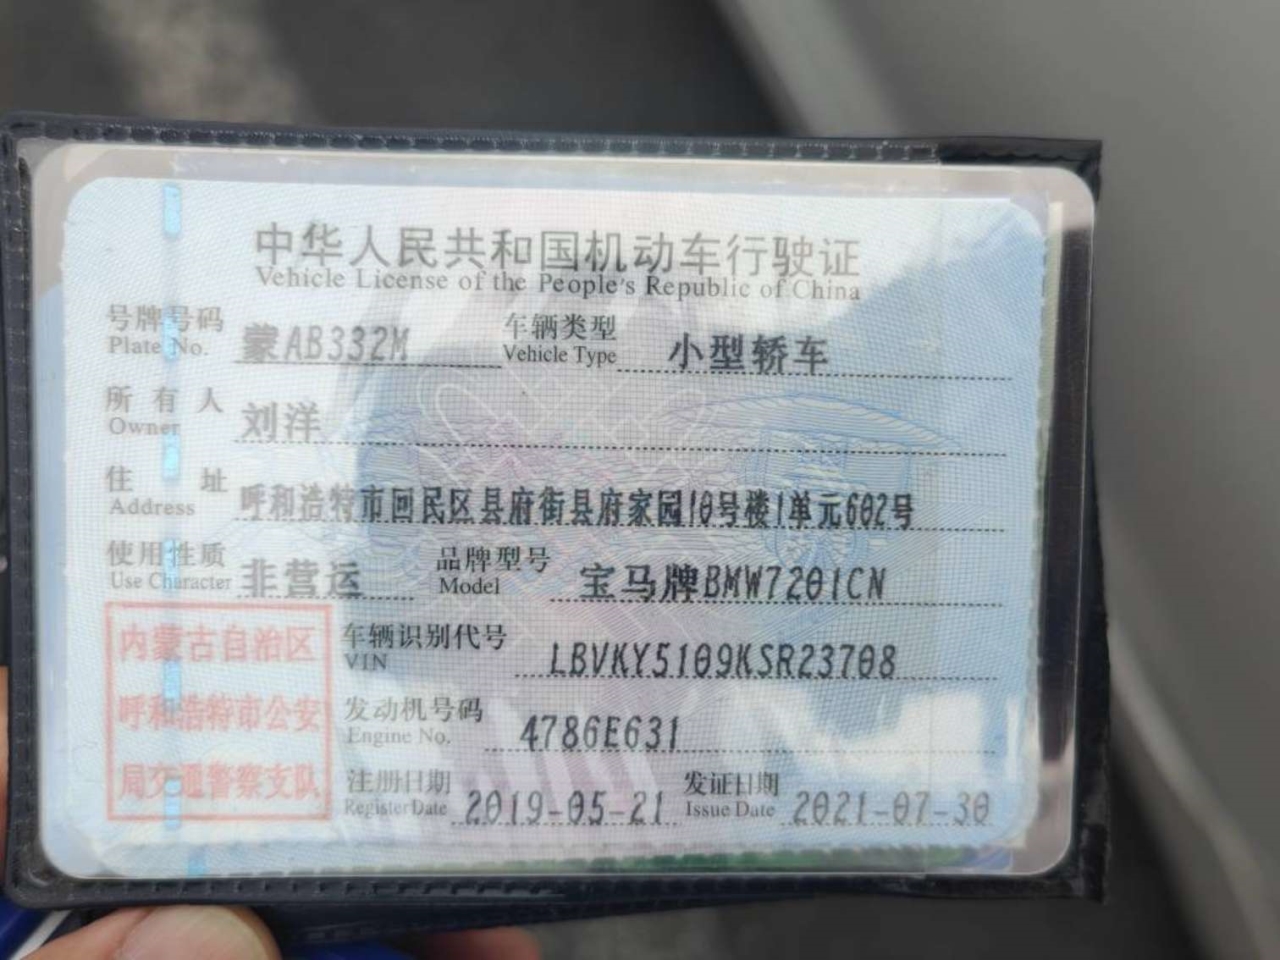 中华人民共和国机动车行驶证
Vehicle License of the People's Republic of China
号牌号码 蒙AB332M 车辆类型 小型轿车
Plate No. Vehicle Type
所有人 刘洋
Owner
住址 呼和浩特市回民区县府街县府家园10号楼1单元602号
Address
使用性质 非营运 品牌型号 宝马牌BMW7201CN
Use Character Model
车辆识别代号 LBVKY5109KSR23708
VIN
发动机号码 4786E631
Engine No.
注册日期 2019-05-21 发证日期 2021-07-30
Register Date Issue Date
内蒙古自治区
呼和浩特市公安
局交通警察支队